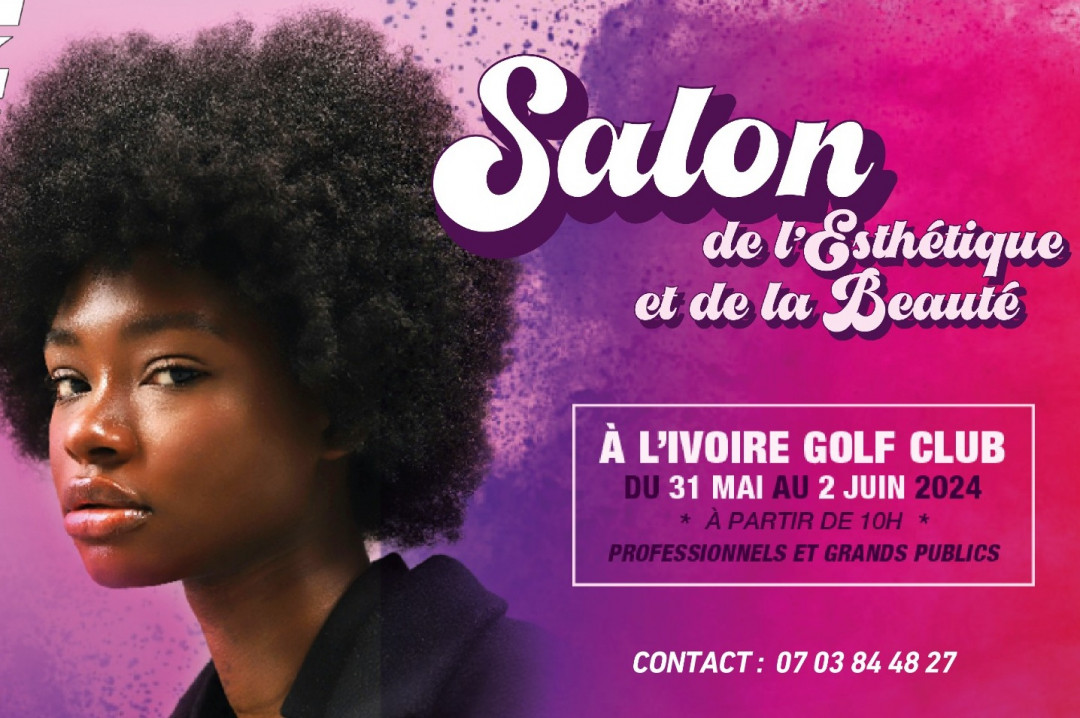 Salon
de l'Esthétique
et de la Beauté
À L'IVOIRE GOLF CLUB
DU 31 MAI AU 2 JUIN 2024
* À PARTIR DE 10H *
PROFESSIONNELS ET GRANDS PUBLICS
CONTACT : 07 03 84 48 27